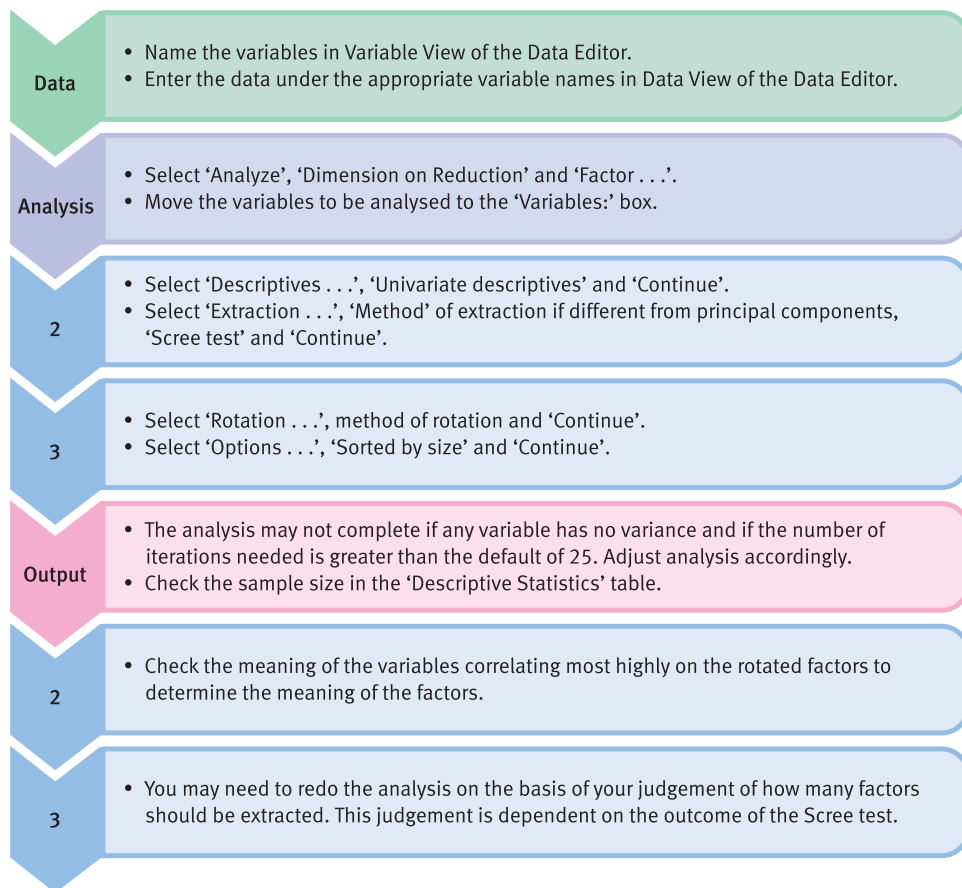 Data
• Name the variables in Variable View of the Data Editor.
• Enter the data under the appropriate variable names in Data View of the Data Editor.
Analysis
• Select ‘Analyze’, ‘Dimension on Reduction’ and ‘Factor . . .’.
• Move the variables to be analysed to the ‘Variables:’ box.
2
• Select ‘Descriptives . . .’, ‘Univariate descriptives’ and ‘Continue’.
• Select ‘Extraction . . .’, ‘Method’ of extraction if different from principal components,
‘Scree test’ and ‘Continue’.
3
• Select ‘Rotation . . .’, method of rotation and ‘Continue’.
• Select ‘Options . . .’, ‘Sorted by size’ and ‘Continue’.
Output
• The analysis may not complete if any variable has no variance and if the number of
iterations needed is greater than the default of 25. Adjust analysis accordingly.
• Check the sample size in the ‘Descriptive Statistics’ table.
2
• Check the meaning of the variables correlating most highly on the rotated factors to
determine the meaning of the factors.
3
• You may need to redo the analysis on the basis of your judgement of how many factors
should be extracted. This judgement is dependent on the outcome of the Scree test.